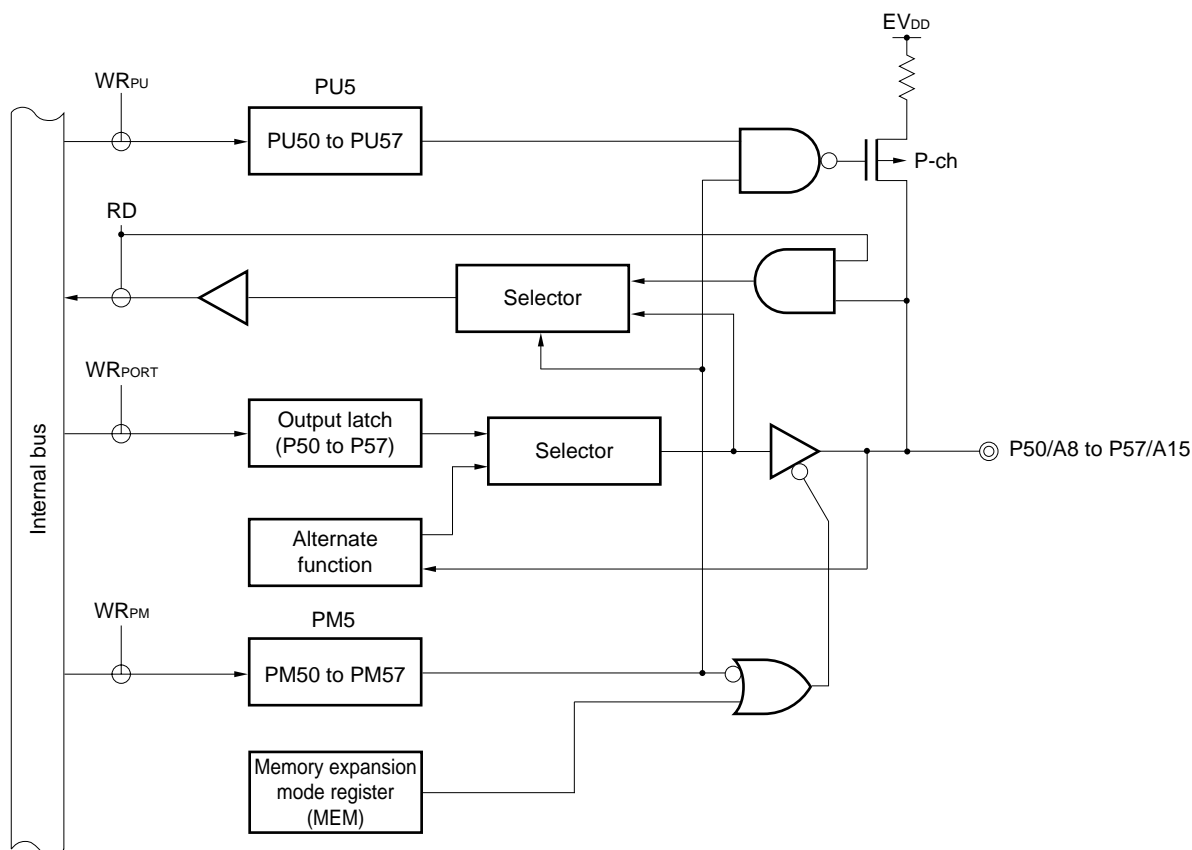 EVDD
WRPU
PU5
PU50 to PU57
P-ch
RD
Selector
WRPORT
Output latch
(P50 to P57)
Selector
P50/A8 to P57/A15
Internal bus
Alternate
function
WRPM
PM5
PM50 to PM57
Memory expansion
mode register
(MEM)